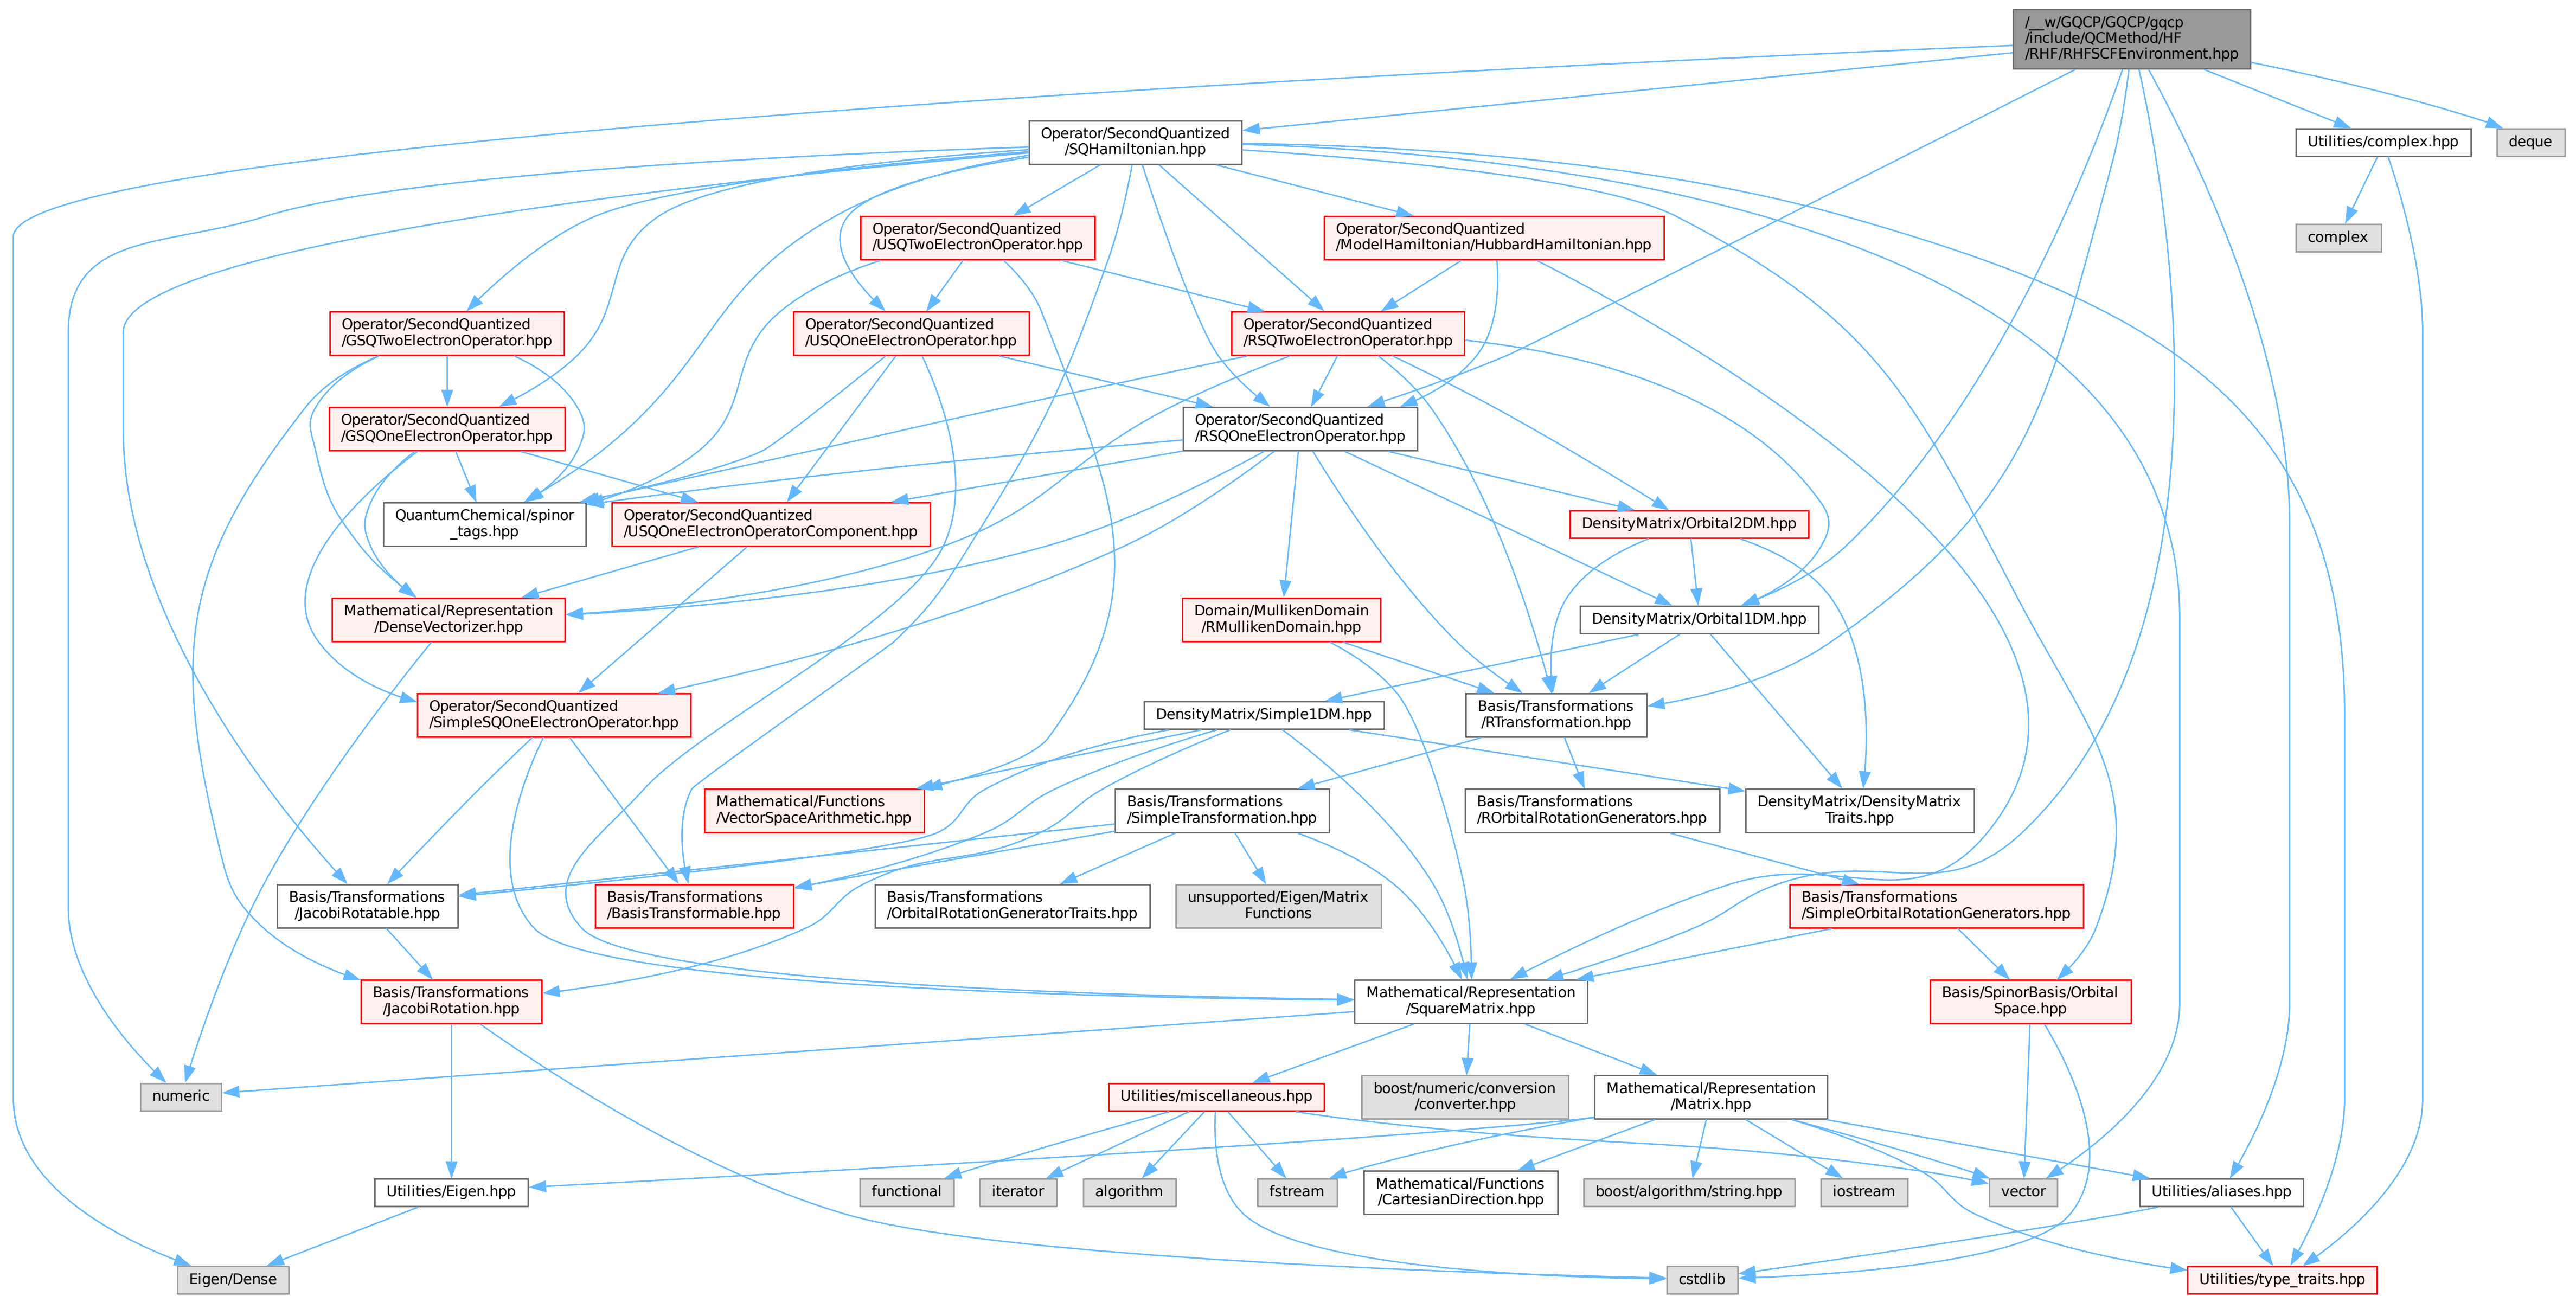 /__w/GQCP/GQCP/gqcp
/include/QCMethod/HF
/RHF/RHFSCFEnvironment.hpp
Operator/SecondQuantized
/SQHamiltonian.hpp
Utilities/complex.hpp
deque
Operator/SecondQuantized
/USQTwoElectronOperator.hpp
Operator/SecondQuantized
/ModelHamiltonian/HubbardHamiltonian.hpp
complex
Operator/SecondQuantized
/GSQTwoElectronOperator.hpp
Operator/SecondQuantized
/USQOneElectronOperator.hpp
Operator/SecondQuantized
/RSQTwoElectronOperator.hpp
Operator/SecondQuantized
/GSQOneElectronOperator.hpp
Operator/SecondQuantized
/RSQOneElectronOperator.hpp
QuantumChemical/spinor
_tags.hpp
Operator/SecondQuantized
/USQOneElectronOperatorComponent.hpp
DensityMatrix/Orbital2DM.hpp
Mathematical/Representation
/DenseVectorizer.hpp
Domain/MullikenDomain
/RMullikenDomain.hpp
DensityMatrix/Orbital1DM.hpp
Operator/SecondQuantized
/SimpleSQOneElectronOperator.hpp
DensityMatrix/Simple1DM.hpp
Basis/Transformations
/RTransformation.hpp
Mathematical/Functions
/VectorSpaceArithmetic.hpp
Basis/Transformations
/SimpleTransformation.hpp
Basis/Transformations
/ROrbitalRotationGenerators.hpp
DensityMatrix/DensityMatrix
Traits.hpp
Basis/Transformations
/JacobiRotatable.hpp
Basis/Transformations
/BasisTransformable.hpp
Basis/Transformations
/OrbitalRotationGeneratorTraits.hpp
unsupported/Eigen/Matrix
Functions
Basis/Transformations
/SimpleOrbitalRotationGenerators.hpp
Basis/Transformations
/JacobiRotation.hpp
Mathematical/Representation
/SquareMatrix.hpp
Basis/SpinorBasis/Orbital
Space.hpp
numeric
Utilities/miscellaneous.hpp
boost/numeric/conversion
/converter.hpp
Mathematical/Representation
/Matrix.hpp
Utilities/Eigen.hpp
functional
iterator
algorithm
fstream
Mathematical/Functions
/CartesianDirection.hpp
boost/algorithm/string.hpp
iostream
vector
Utilities/aliases.hpp
Eigen/Dense
cstdlib
Utilities/type_traits.hpp